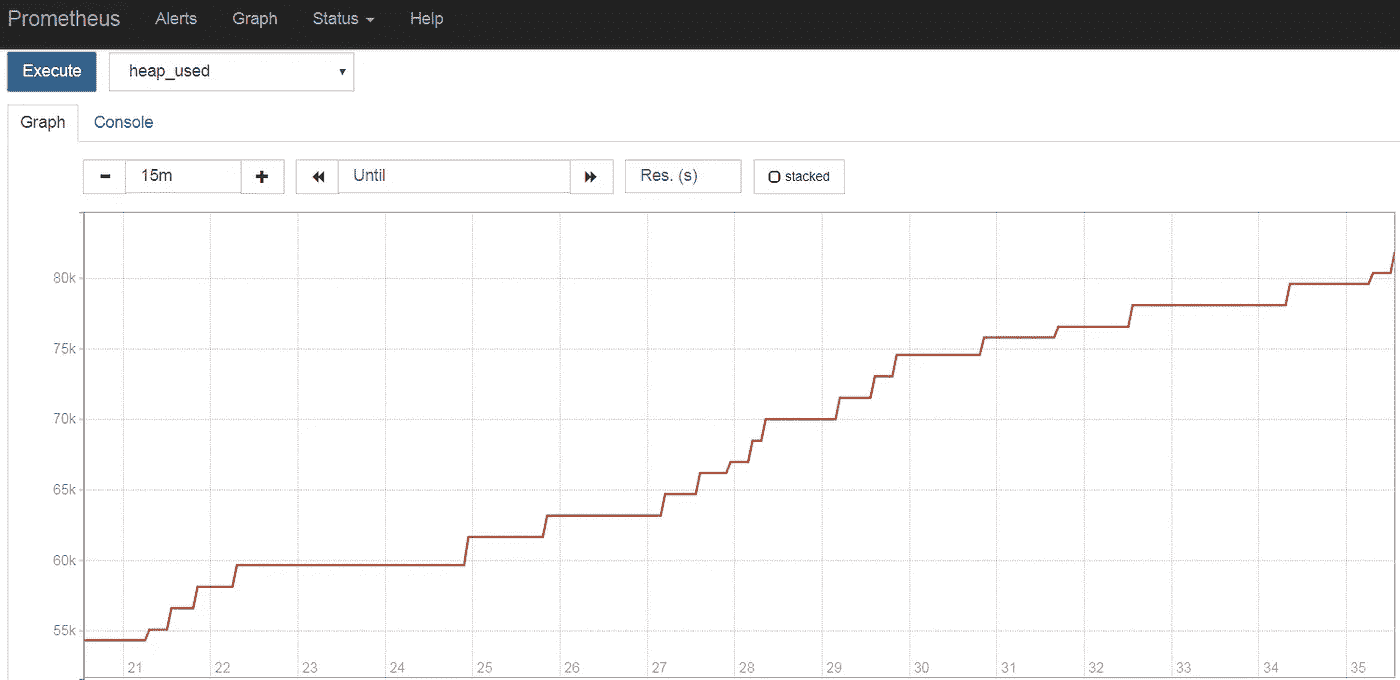 Prometheus Alerts Graph Status Help
Execute heap_used
Graph Console
15m Until Res. (s) stacked
80k
75k
70k
65k
60k
55k
21 22 23 24 25 26 27 28 29 30 31 32 33 34 35